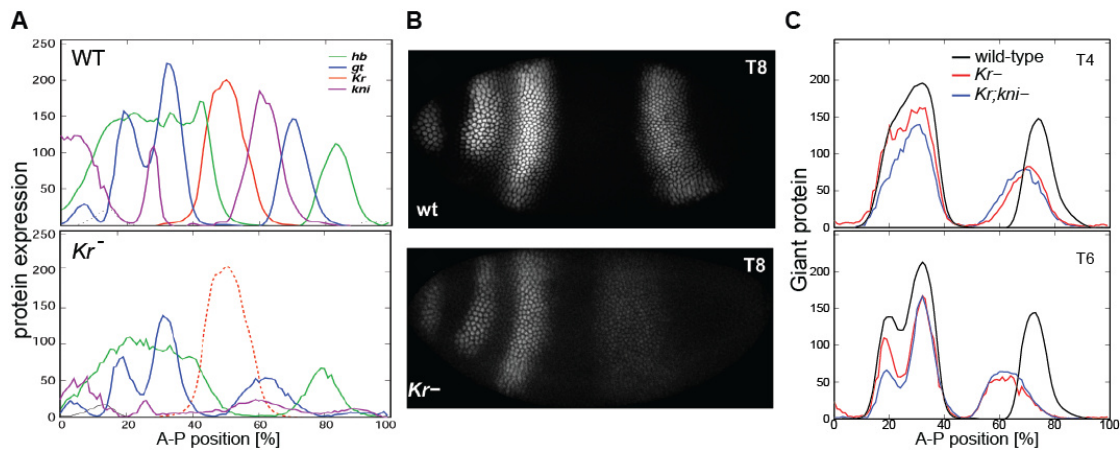 A
B
C
protein expression
250
200
150
100
50
0
WT
hb
gt
Kr
kni
Kr-
250
200
150
100
50
0
0
20
40
60
80
100
A-P position [%]
T8
wt
T8
Kr−
Giant protein
250
200
150
100
50
0
wild-type
Kr−
Kr;kni−
T4
200
150
100
50
0
T6
0
20
40
60
80
100
A-P position [%]